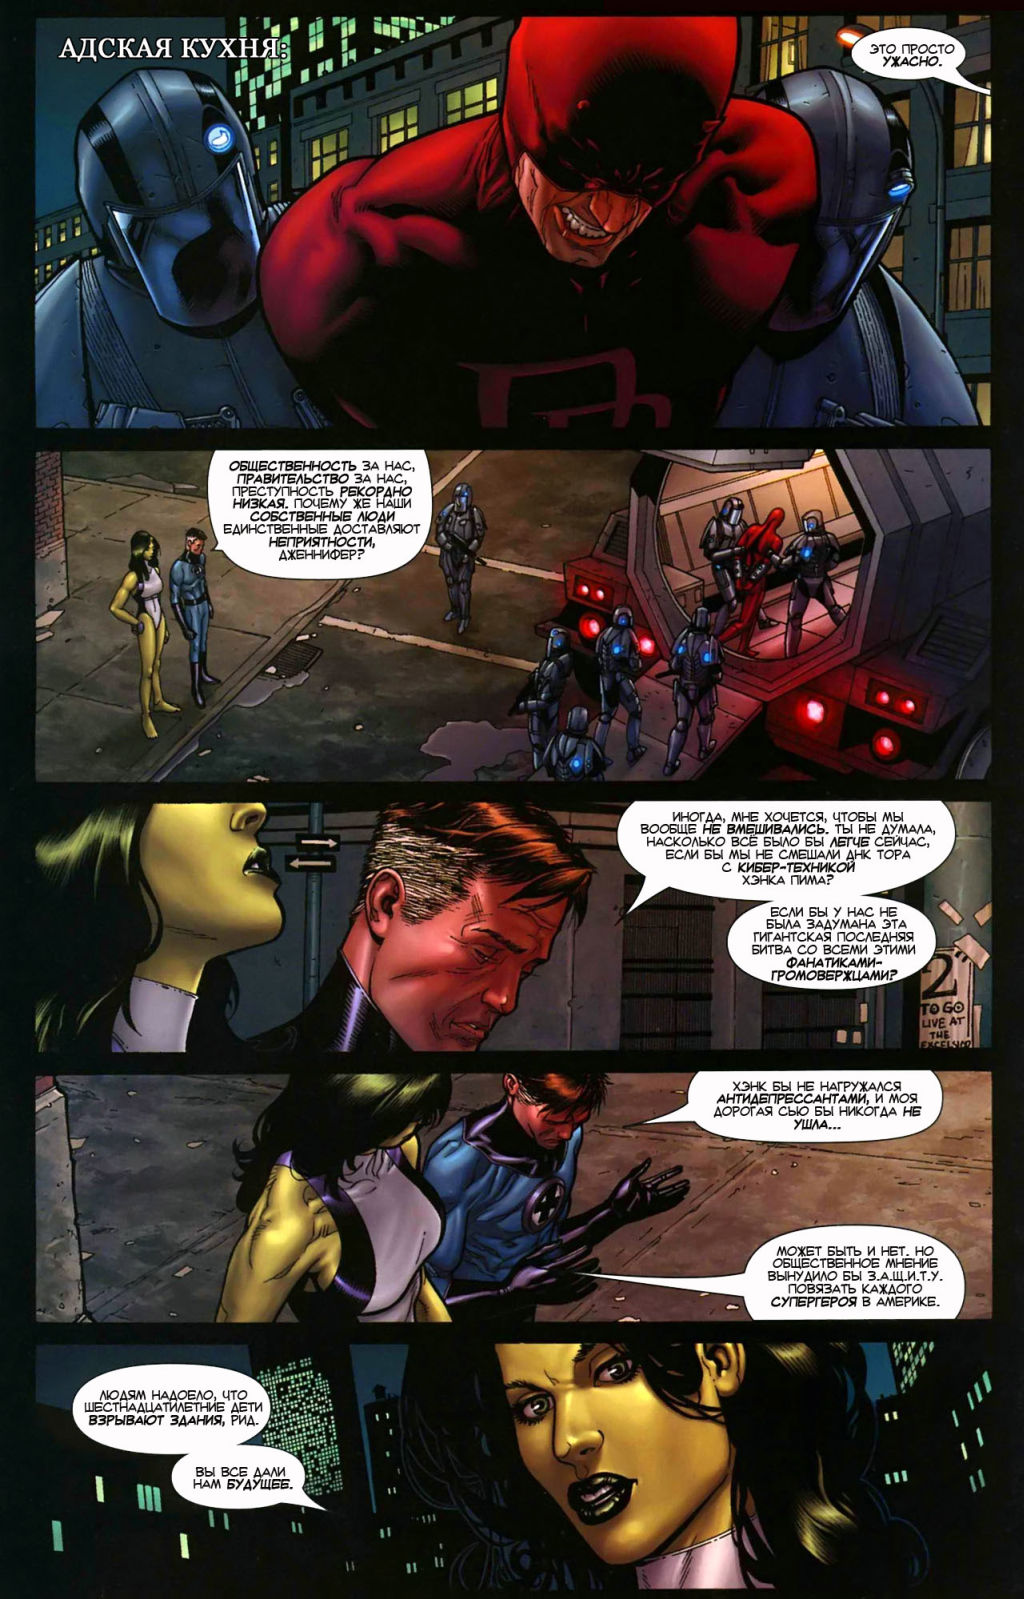 АДСКАЯ КУХНЯ:
ЭТО ПРОСТО
УЖАСНО.
ОБЩЕСТВЕННОСТЬ ЗА НАС,
ПРАВИТЕЛЬСТВО ЗА НАС,
ПРЕСТУПНОСТЬ РЕКОРДНО
НИЗКАЯ. ПОЧЕМУ ЖЕ НАШИ
СОБСТВЕННЫЕ ЛЮДИ
ЕДИНСТВЕННЫЕ ДОСТАВЛЯЮТ
НЕПРИЯТНОСТИ,
ДЖЕННИФЕР?
ИНОГДА, МНЕ ХОЧЕТСЯ, ЧТОБЫ МЫ
ВООБЩЕ НЕ ВМЕШИВАЛИСЬ. ТЫ НЕ ДУМАЛА,
НАСКОЛЬКО ВСЁ БЫЛО БЫ ЛЕГЧЕ СЕЙЧАС,
ЕСЛИ БЫ МЫ НЕ СМЕШАЛИ ДНК ТОРА
С КИБЕР-ТЕХНИКОЙ
ХЭНКА ПИМА?
ЕСЛИ БЫ У НАС НЕ
БЫЛА ЗАДУМАНА ЭТА
ГИГАНТСКАЯ ПОСЛЕДНЯЯ
БИТВА СО ВСЕМИ ЭТИМИ
ФАНАТИКАМИ-
ГРОМОВЕРЖЦАМИ?
2"
TO GO
LIVE AT
THE
EXCELSIOR
ХЭНК БЫ НЕ НАГРУЖАЛСЯ
АНТИДЕПРЕССАНТАМИ, И МОЯ
ДОРОГАЯ СЬЮ БЫ НИКОГДА НЕ
УШЛА...
МОЖЕТ БЫТЬ И НЕТ. НО
ОБЩЕСТВЕННОЕ МНЕНИЕ
ВЫНУДИЛО БЫ З.А.Щ.И.Т.У.
ПОВЯЗАТЬ КАЖДОГО
СУПЕРГЕРОЯ В АМЕРИКЕ.
ЛЮДЯМ НАДОЕЛО, ЧТО
ШЕСТНАДЦАТИЛЕТНИЕ ДЕТИ
ВЗРЫВАЮТ ЗДАНИЯ, РИД.
ВЫ ВСЕ ДАЛИ
НАМ БУДУЩЕЕ.